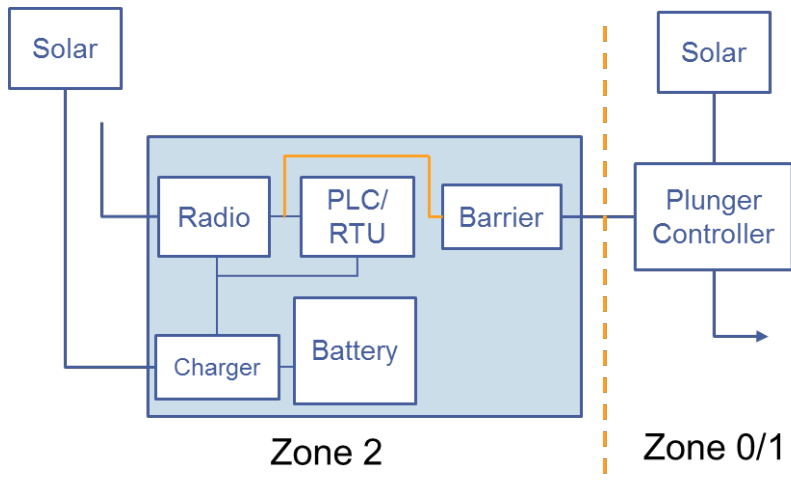 Solar
Solar
Radio
PLC/
RTU
Barrier
Plunger
Controller
Charger
Battery
Zone 2
Zone 0/1